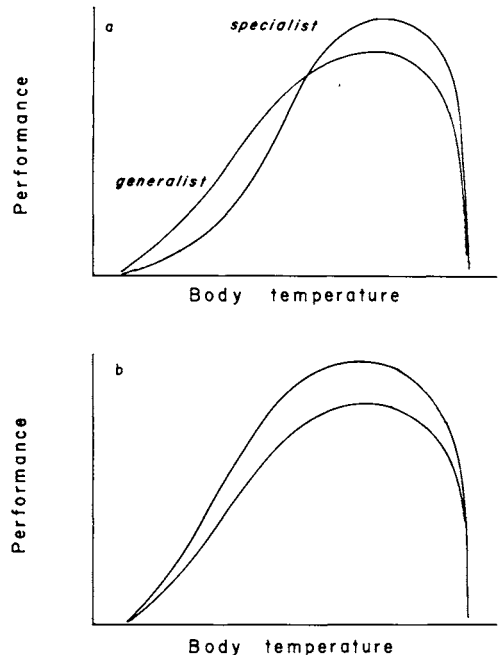 a
specialist
generalist
Performance
Body temperature
b
Performance
Body temperature